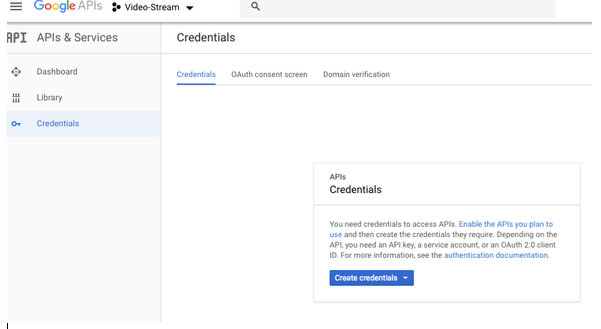 Google APIs Video-Stream
API APIs & Services
Credentials
Dashboard
Library
Credentials
Credentials OAuth consent screen Domain verification
APIs
Credentials
You need credentials to access APIs. Enable the APIs you plan to
use and then create the credentials they require. Depending on the
API, you need an API key, a service account, or an OAuth 2.0 client
ID. For more information, see the authentication documentation.
Create credentials